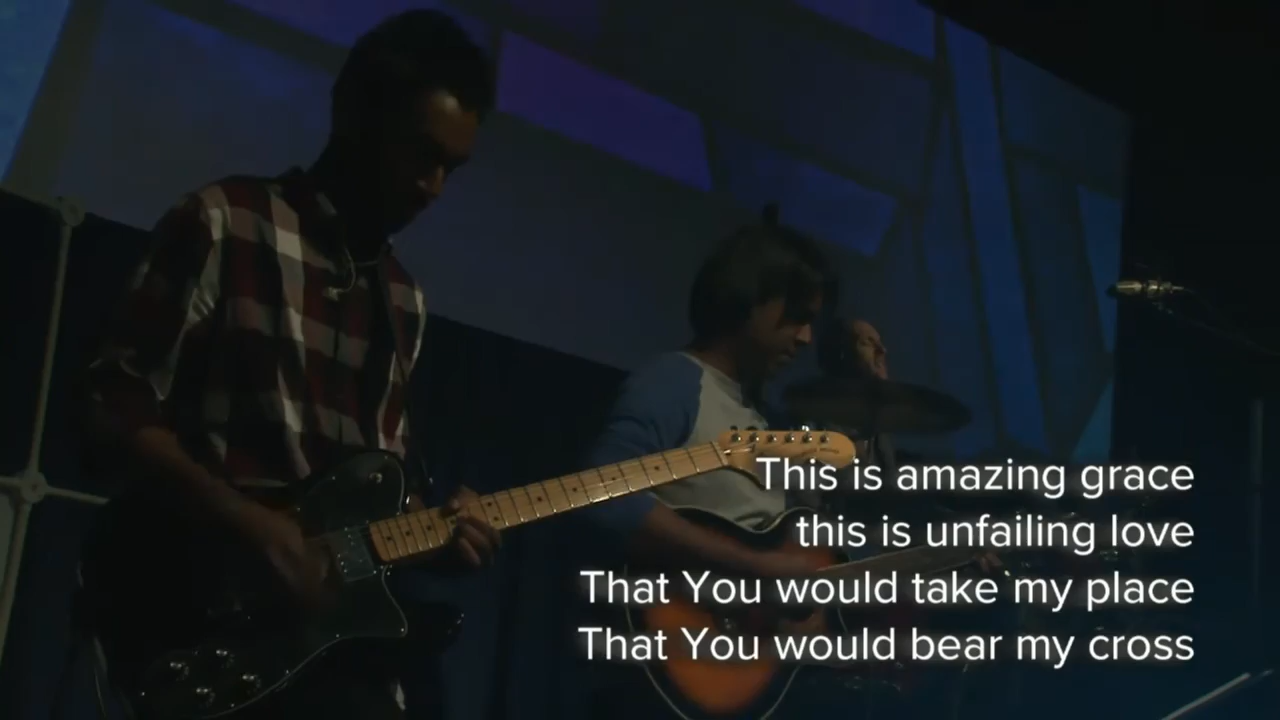 This is amazing grace
this is unfailing love
That You would take my place
That You would bear my cross